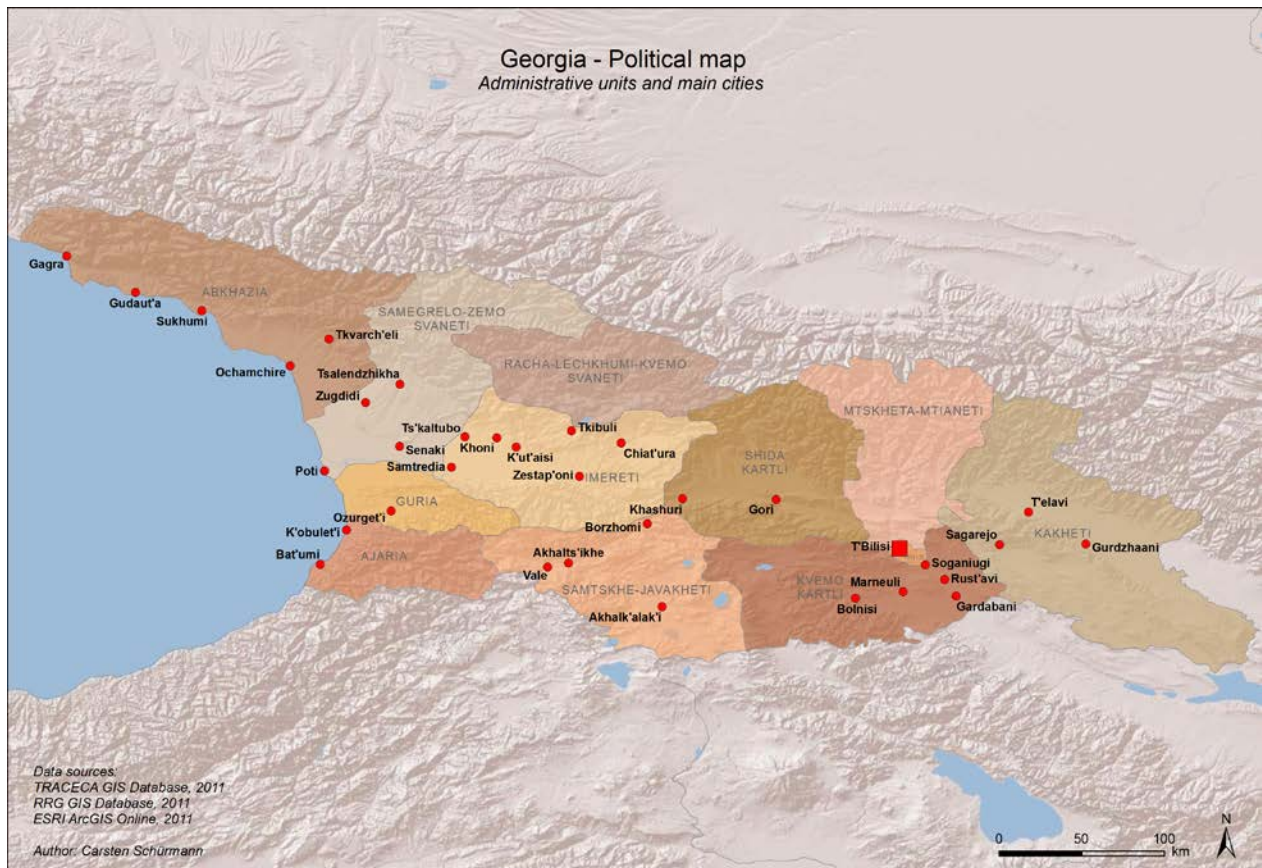 Georgia - Political map
Administrative units and main cities
Gagra
ABKHAZIA
Gudaut'a
Sukhumi
SAMEGRELO-ZEMO
SVANETI
Tkvarch'eli
RACHA-LECHKHUMI-KVEMO
SVANETI
Ochamchire
Tsalendzhikha
Zugdidi
MTSKHETA-MTIANETI
Ts'kaltubo
Khoni
Tkibuli
K'ut'aisi
Chiat'ura
Senaki
Samtredia
SHIDA
KARTLI
Poti
Zestap'oni
IMERETI
GURIA
Khashuri
Gori
T'elavi
Ozurget'i
K'obulet'i
Borzhomi
Sagarejo
KAKHETI
Gurdzhaani
Bat'umi
AJARIA
Akhalts'ikhe
Vale
T'Bilisi
Soganiugi
SAMTSKHE-JAVAKHETI
KVEMO
KARTLI
Marneuli
Rust'avi
Bolnisi
Gardabani
Akhalk'alak'i
Data sources:
TRACECA GIS Database, 2011
RRG GIS Database, 2011
ESRI ArcGIS Online, 2011
Author: Carsten Schürmann
0 50 100
km
N